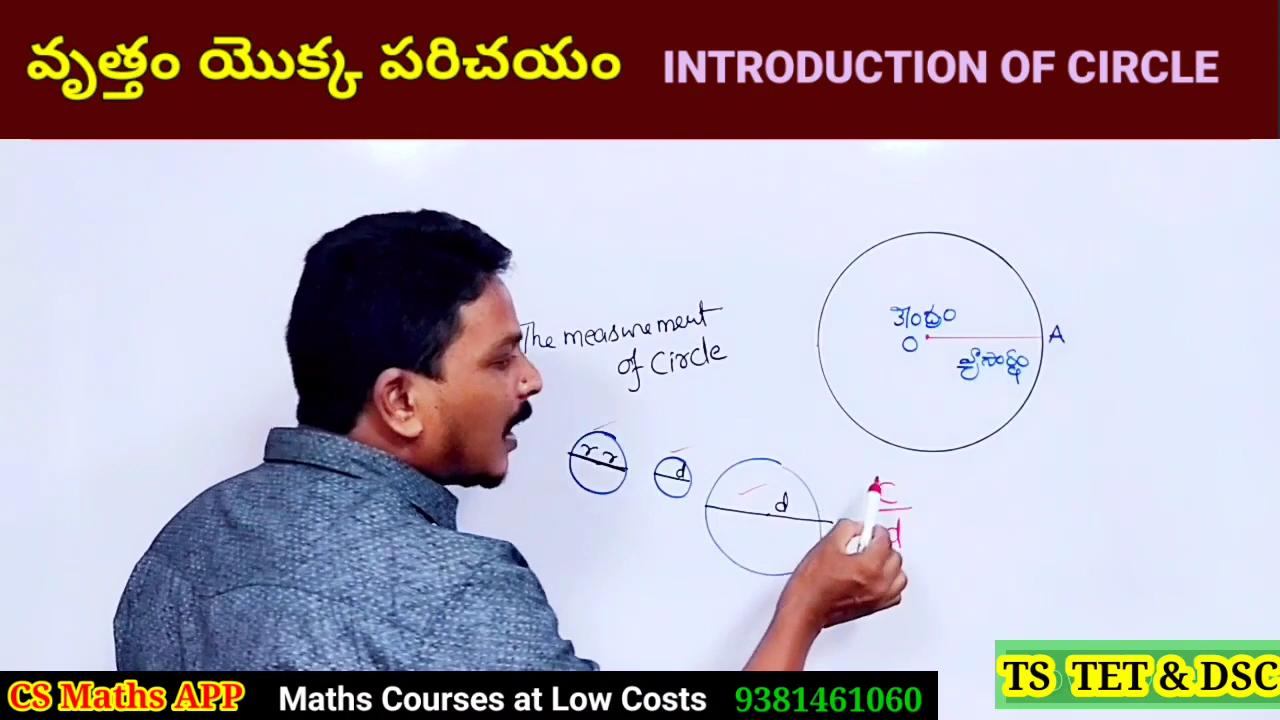 వృత్తం యొక్క పరిచయం INTRODUCTION OF CIRCLE
The measurement
of Circle
కేంద్రం
O A
వ్యాసార్ధం
r r
d
d
C
d
CS Maths APP Maths Courses at Low Costs 9381461060
TS TET & DSC